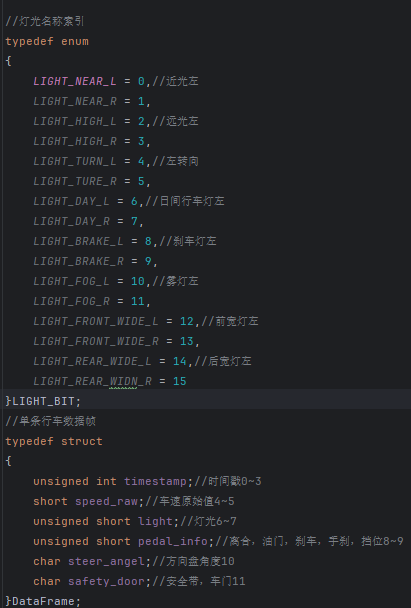 //灯光名称索引
typedef enum
{
LIGHT_NEAR_L = 0,//近光左
LIGHT_NEAR_R = 1,
LIGHT_HIGH_L = 2,//远光左
LIGHT_HIGH_R = 3,
LIGHT_TURN_L = 4,//左转向
LIGHT_TURE_R = 5,
LIGHT_DAY_L = 6,//日间行车灯左
LIGHT_DAY_R = 7,
LIGHT_BRAKE_L = 8,//刹车灯左
LIGHT_BRAKE_R = 9,
LIGHT_FOG_L = 10,//雾灯左
LIGHT_FOG_R = 11,
LIGHT_FRONT_WIDE_L = 12,//前宽灯左
LIGHT_FRONT_WIDE_R = 13,
LIGHT_REAR_WIDE_L = 14,//后宽灯左
LIGHT_REAR_WIDN_R = 15
}LIGHT_BIT;
//单条行车数据帧
typedef struct
{
unsigned int timestamp;//时间戳0~3
short speed_raw;//车速原始值4~5
unsigned short light;//灯光6~7
unsigned short pedal_info;//离合，油门，刹车，手刹，挡位8~9
char steer_angel;//方向盘角度10
char safety_door;//安全带，车门11
}DataFrame;